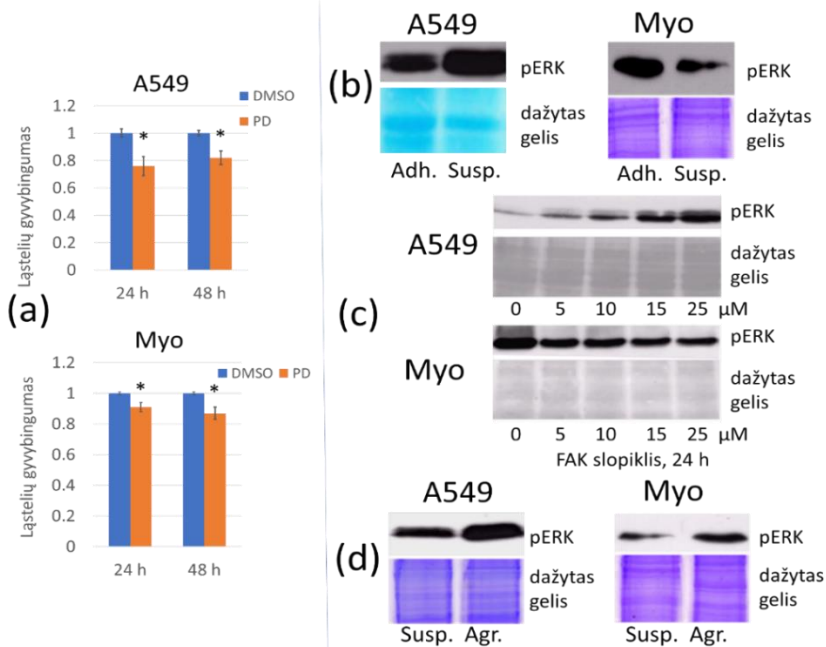 (a)
A549
DMSO
PD
Ląstelių gyvybingumas
1.2
1
0.8
0.6
0.4
0.2
0
*
*
24 h
48 h
Myo
DMSO PD
Ląstelių gyvybingumas
1.2
1
0.8
0.6
0.4
0.2
0
*
*
24 h
48 h
(b)
A549
pERK
dažytas
gelis
Adh. Susp.
Myo
pERK
dažytas
gelis
Adh. Susp.
(c)
A549
pERK
dažytas
gelis
0 5 10 15 25 µM
Myo
pERK
dažytas
gelis
0 5 10 15 25 µM
FAK slopiklis, 24 h
(d)
A549
pERK
dažytas
gelis
Susp. Agr.
Myo
pERK
dažytas
gelis
Susp. Agr.